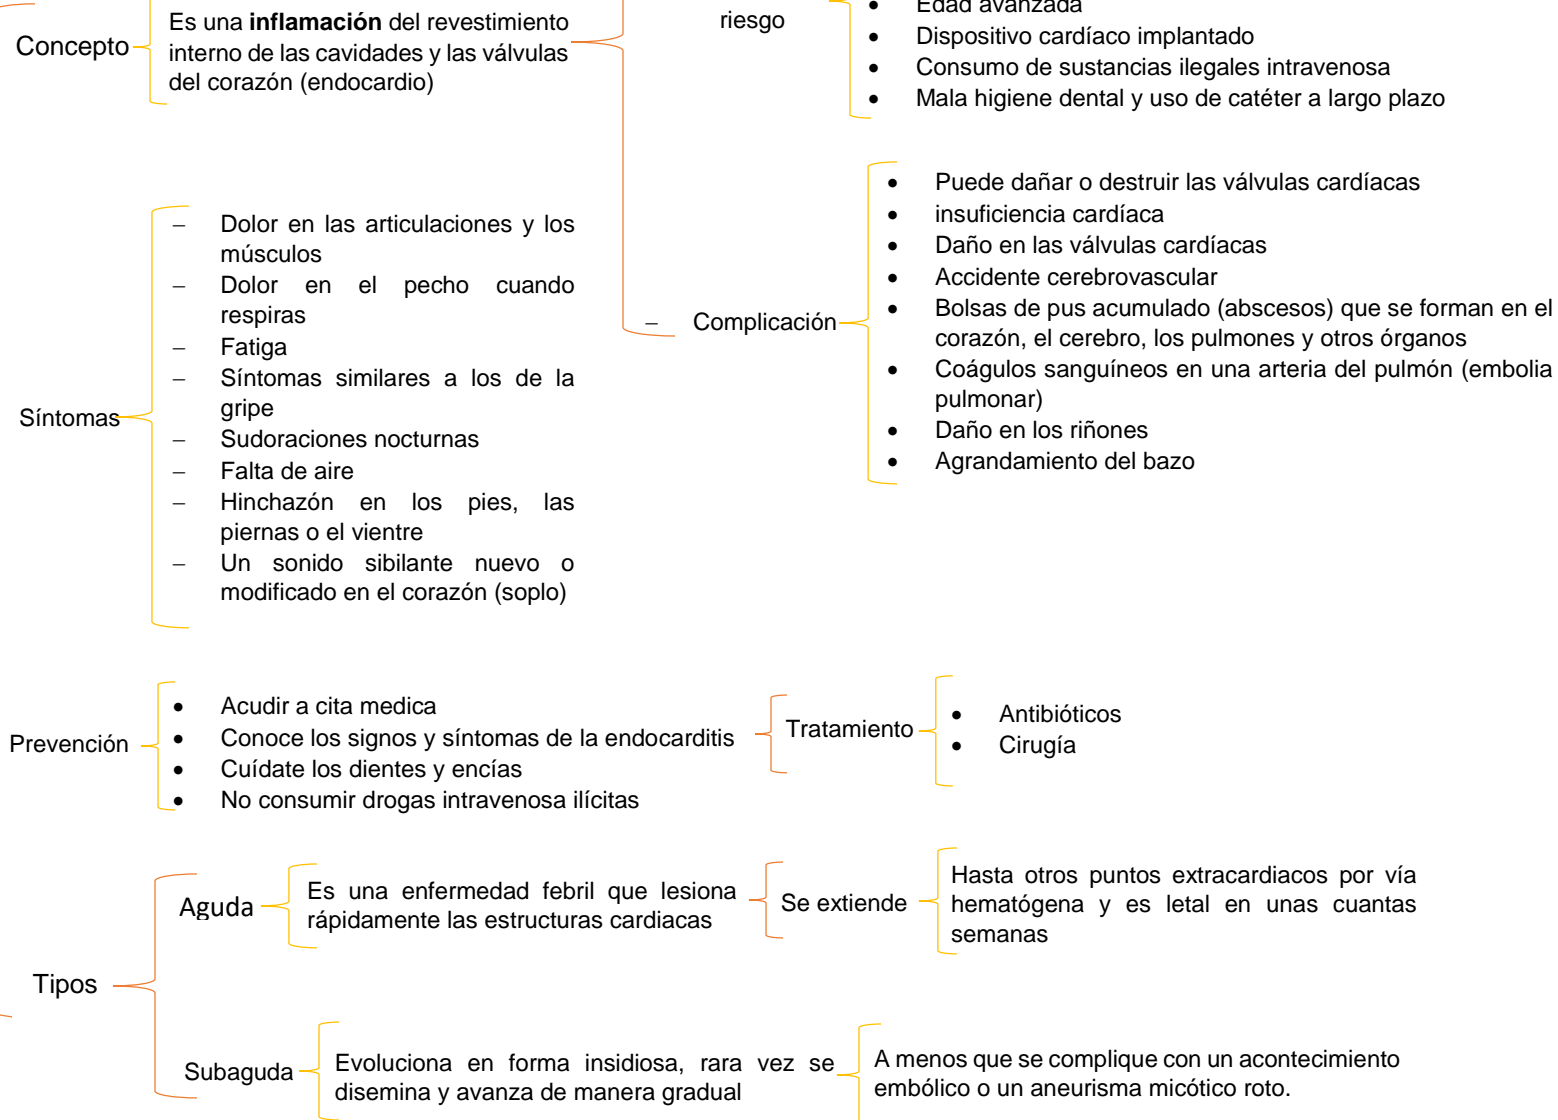 Concepto
Es una inflamación del revestimiento
interno de las cavidades y las válvulas
del corazón (endocardio)
riesgo
• Edad avanzada
• Dispositivo cardíaco implantado
• Consumo de sustancias ilegales intravenosa
• Mala higiene dental y uso de catéter a largo plazo
– Complicación
• Puede dañar o destruir las válvulas cardíacas
• insuficiencia cardíaca
• Daño en las válvulas cardíacas
• Accidente cerebrovascular
• Bolsas de pus acumulado (abscesos) que se forman en el
corazón, el cerebro, los pulmones y otros órganos
• Coágulos sanguíneos en una arteria del pulmón (embolia
pulmonar)
• Daño en los riñones
• Agrandamiento del bazo
Síntomas
– Dolor en las articulaciones y los
músculos
– Dolor en el pecho cuando
respiras
– Fatiga
– Síntomas similares a los de la
gripe
– Sudoraciones nocturnas
– Falta de aire
– Hinchazón en los pies, las
piernas o el vientre
– Un sonido sibilante nuevo o
modificado en el corazón (soplo)
Prevención
• Acudir a cita medica
• Conoce los signos y síntomas de la endocarditis
• Cuídate los dientes y encías
• No consumir drogas intravenosa ilícitas
Tratamiento
• Antibióticos
• Cirugía
Tipos
Aguda
Es una enfermedad febril que lesiona
rápidamente las estructuras cardiacas
Se extiende
Hasta otros puntos extracardiacos por vía
hematógena y es letal en unas cuantas
semanas
Subaguda
Evoluciona en forma insidiosa, rara vez se
disemina y avanza de manera gradual
A menos que se complique con un acontecimiento
embólico o un aneurisma micótico roto.